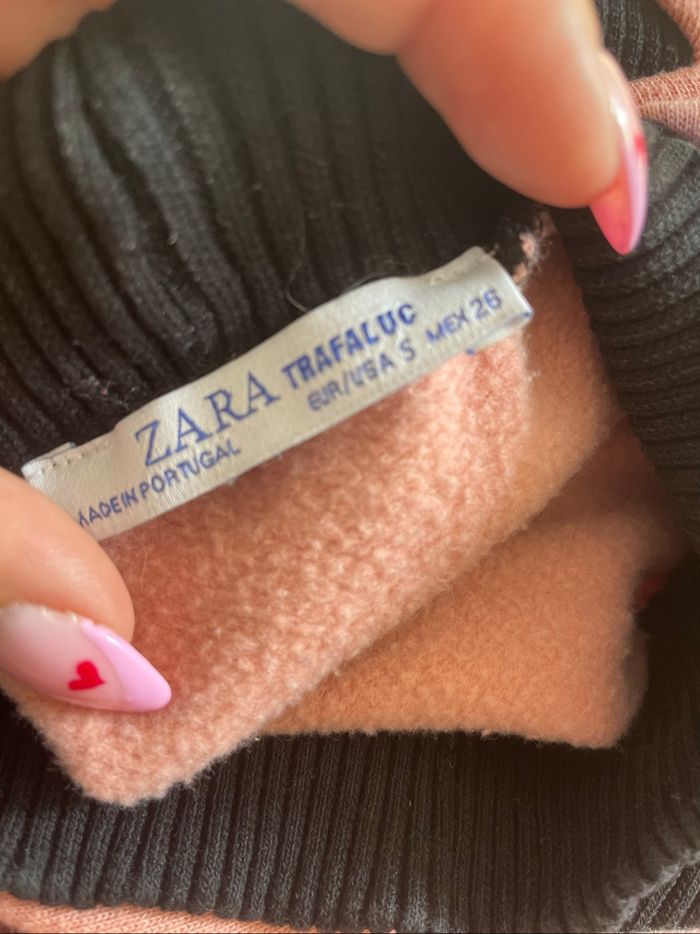 ZARA TRAFALUC
MADE IN PORTUGAL EUR/USA S MEX 26